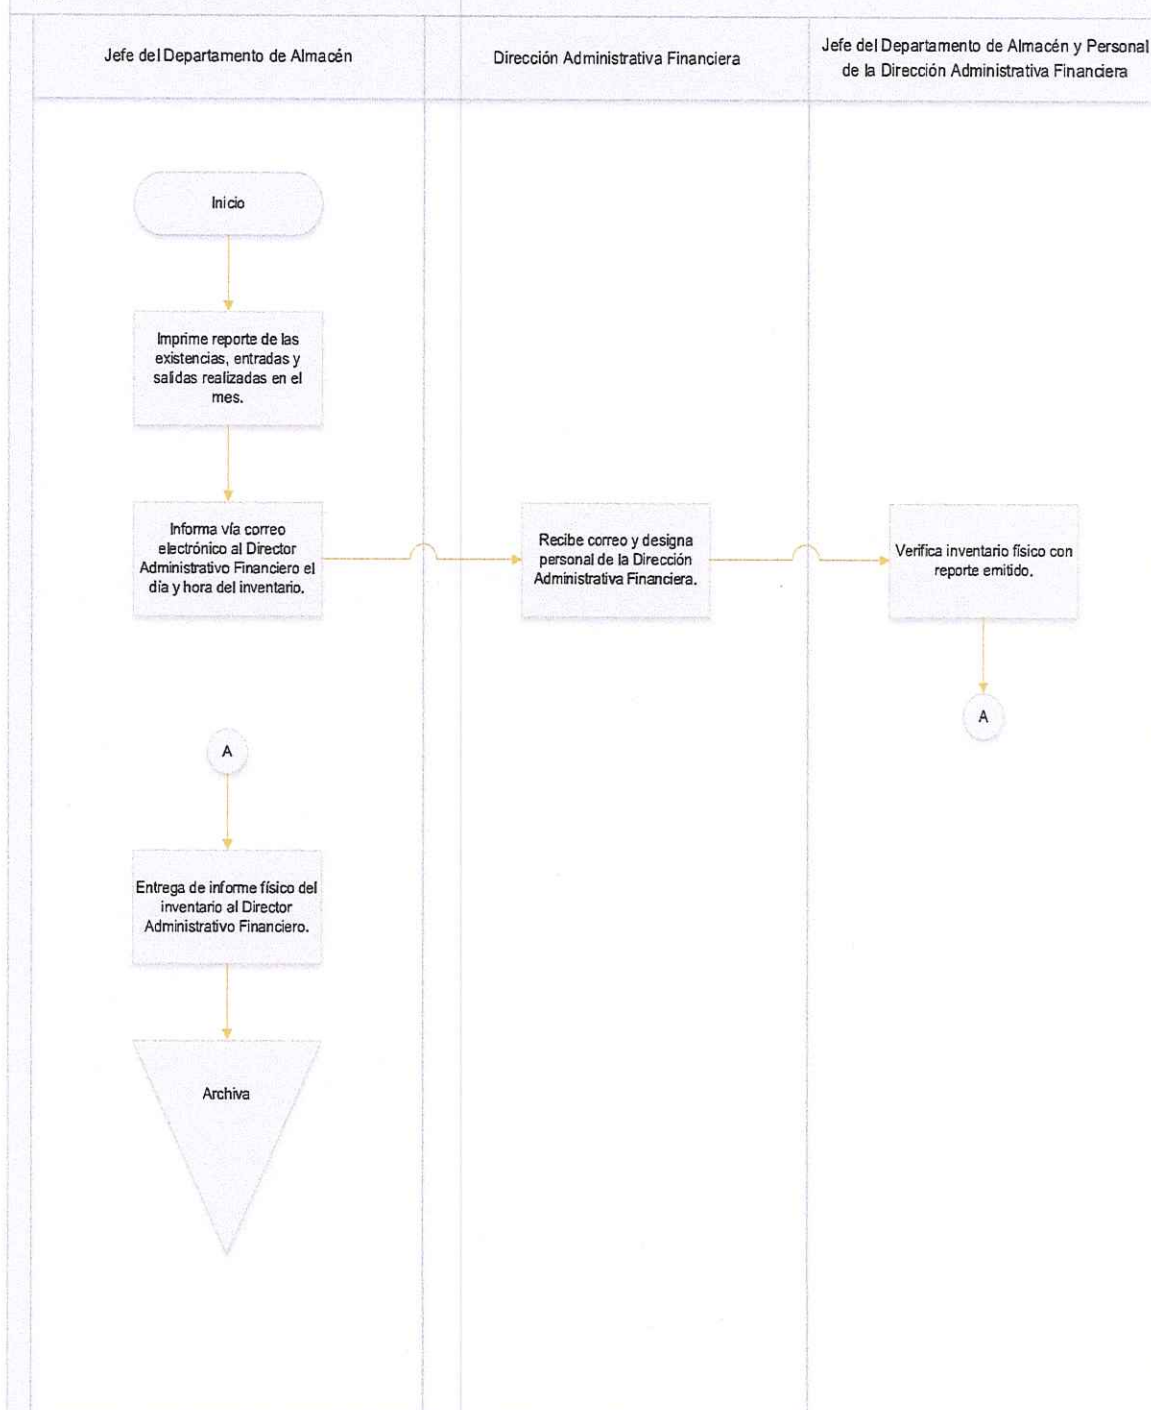 Jefe del Departamento de Almacén
Dirección Administrativa Financiera
Jefe del Departamento de Almacén y Personal
de la Dirección Administrativa Financiera
Inicio
Imprime reporte de las
existencias, entradas y
salidas realizadas en el
mes.
Informa vía correo
electrónico al Director
Administrativo Financiero el
día y hora del inventario.
Recibe correo y designa
personal de la Dirección
Administrativa Financiera.
Verifica inventario físico con
reporte emitido.
A
A
Entrega de informe físico del
inventario al Director
Administrativo Financiero.
Archiva